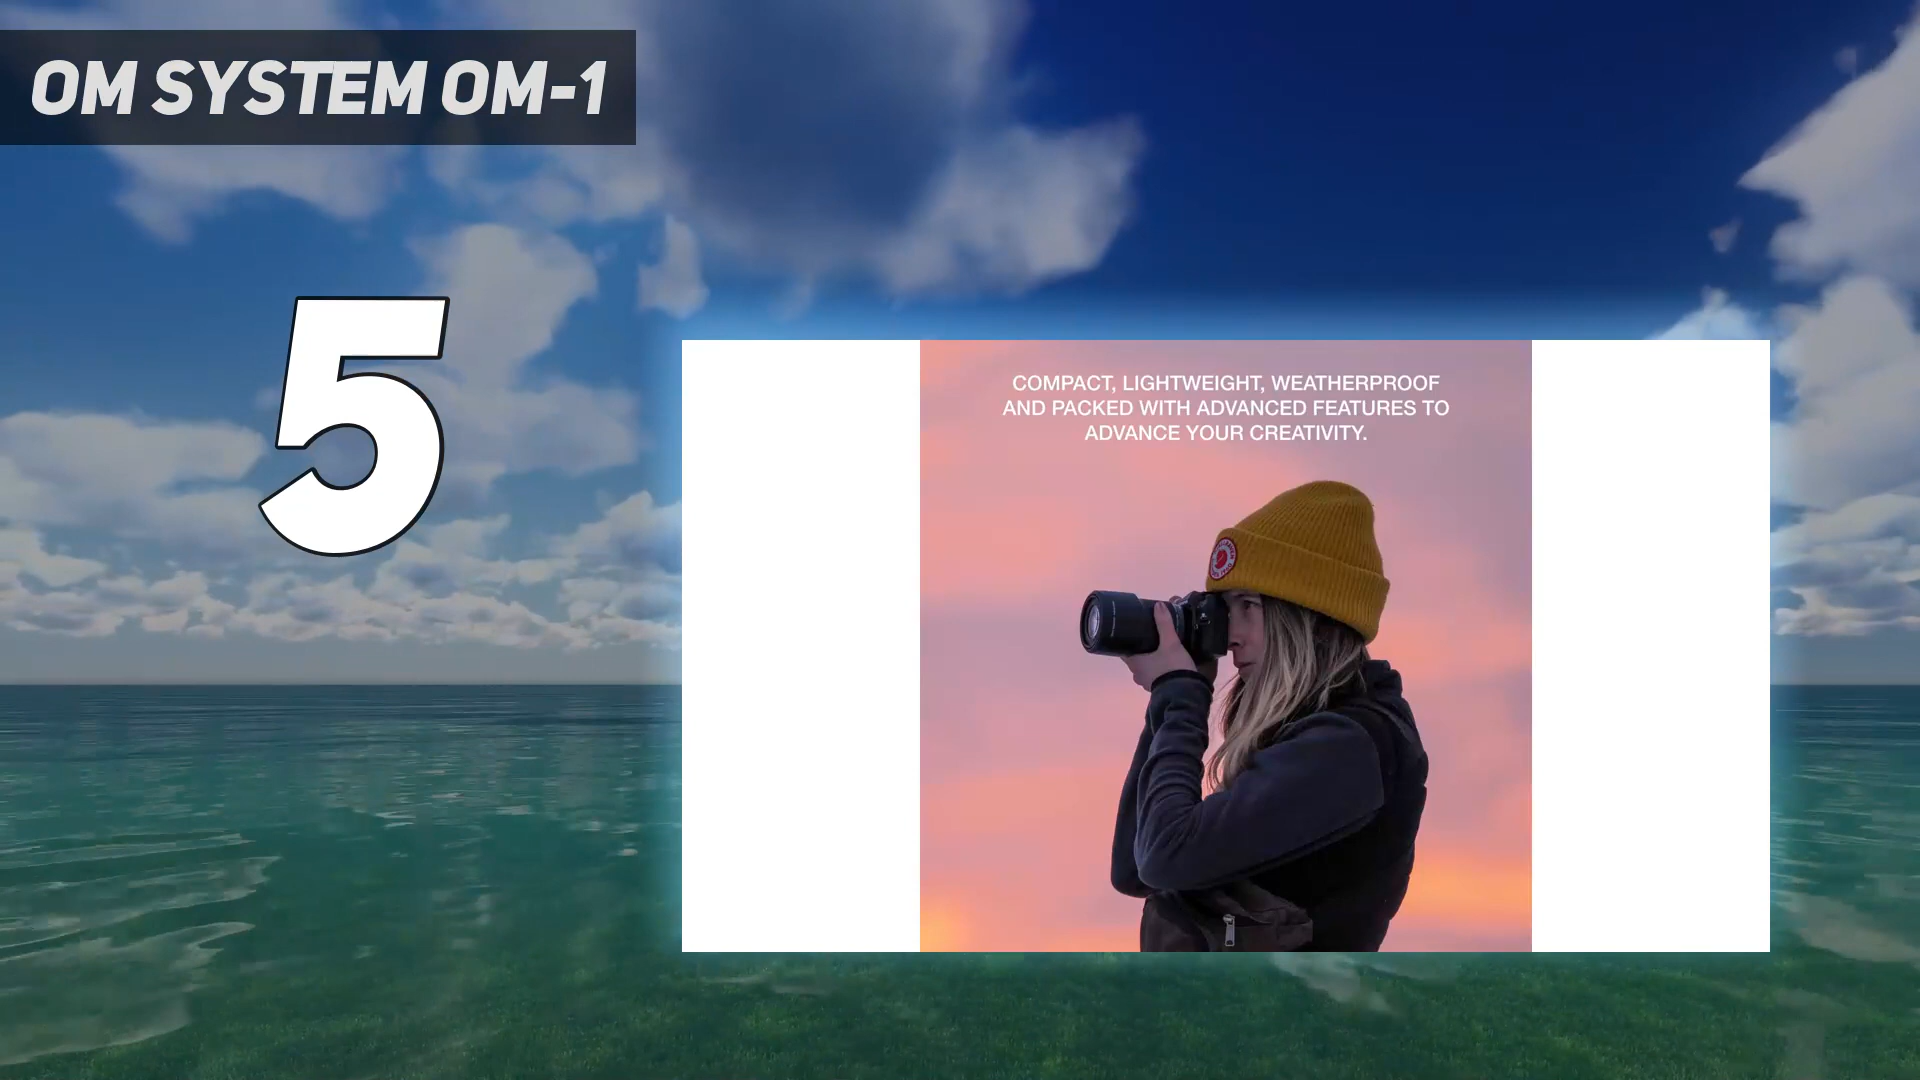 OM SYSTEM OM-1
5
COMPACT, LIGHTWEIGHT, WEATHERPROOF
AND PACKED WITH ADVANCED FEATURES TO
ADVANCE YOUR CREATIVITY.